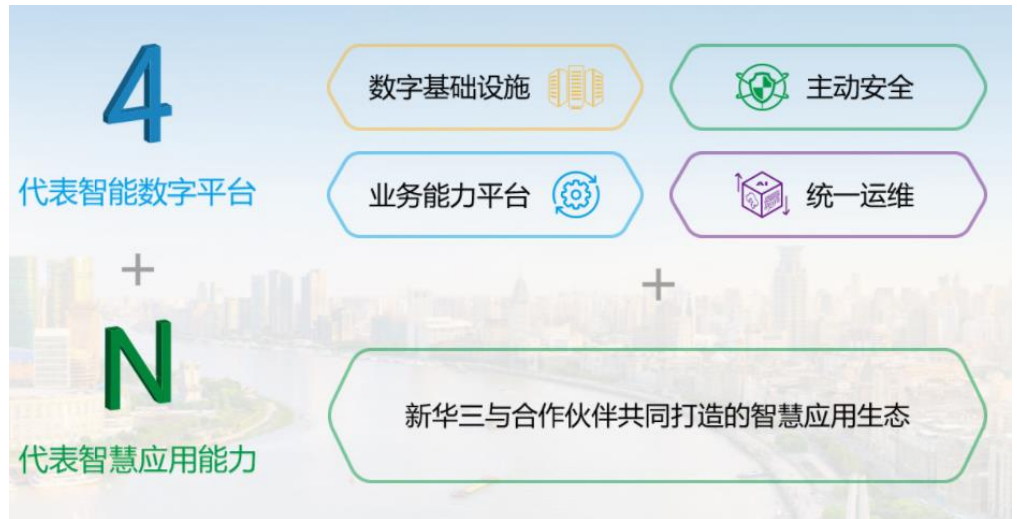 4
代表智能数字平台
数字基础设施
主动安全
业务能力平台
AI
统一运维
+
+
N
代表智慧应用能力
新华三与合作伙伴共同打造的智慧应用生态